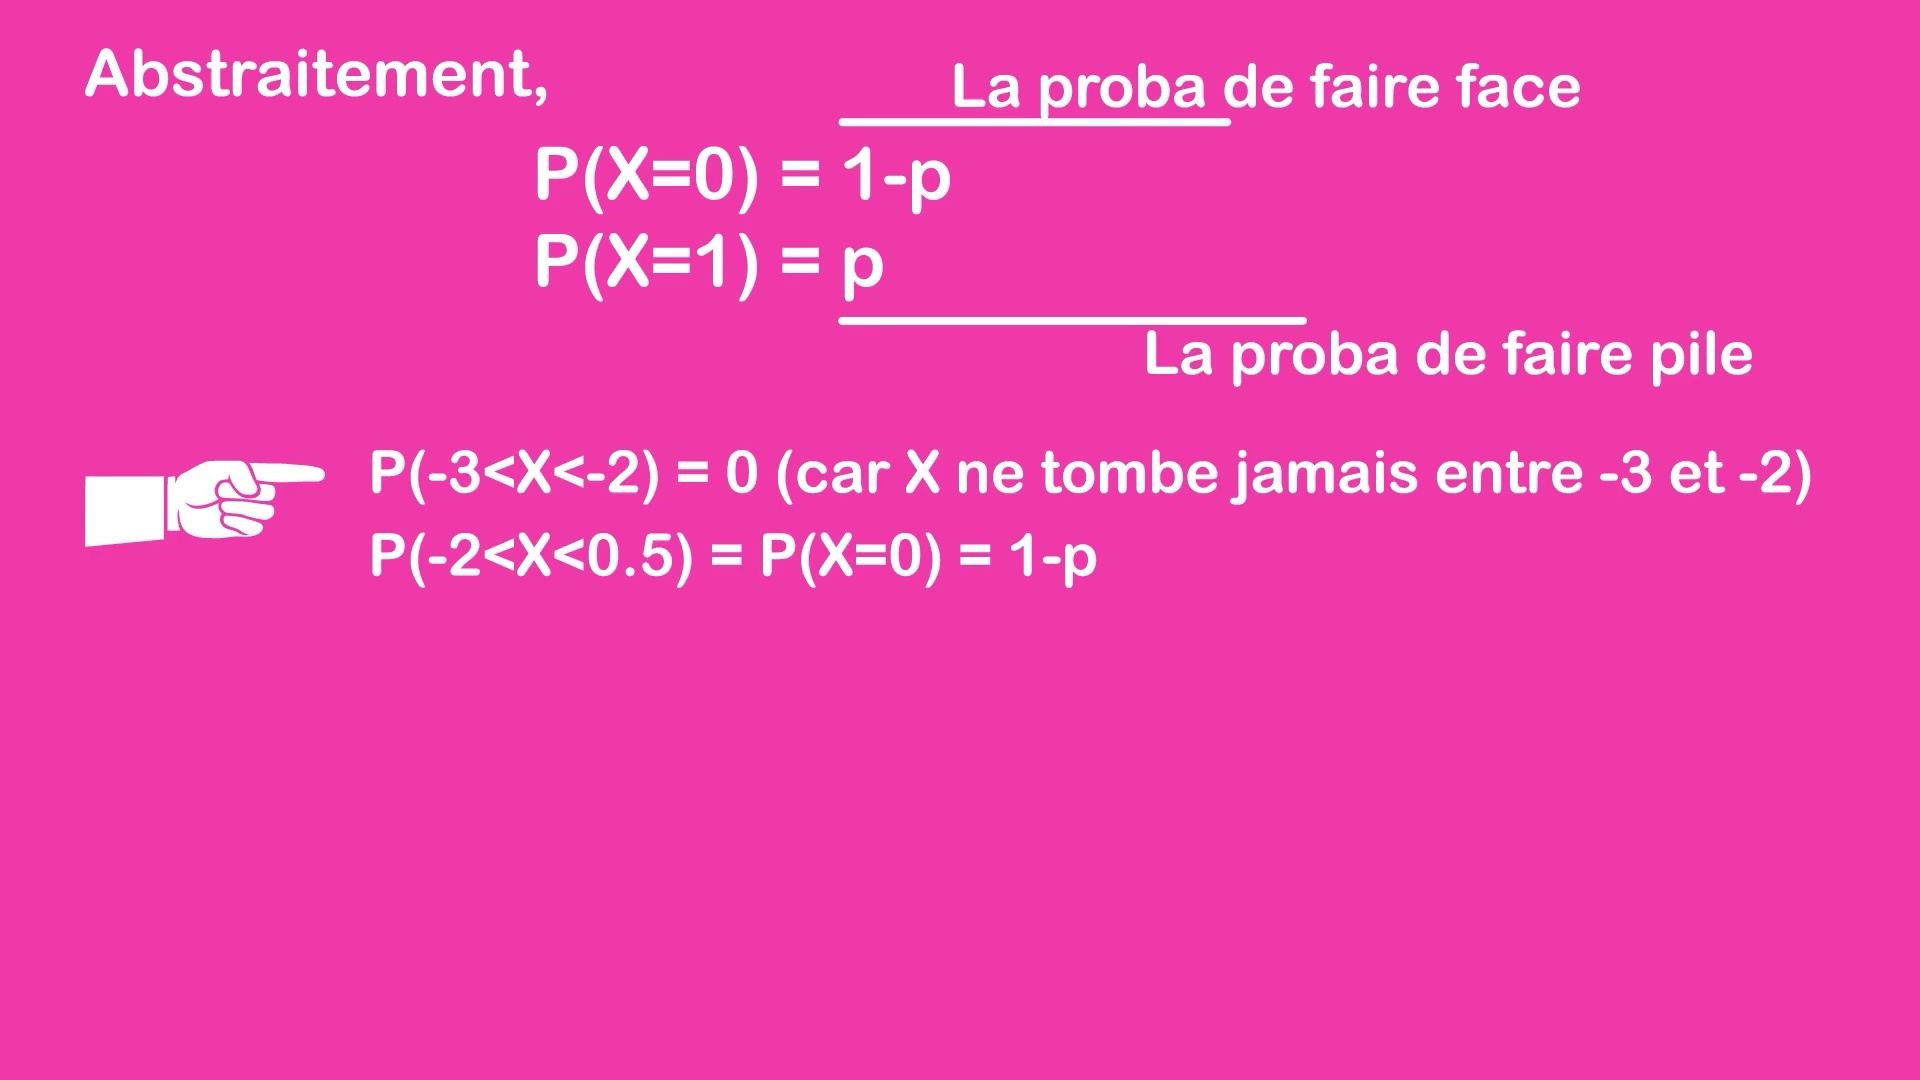 Abstraitement,
La proba de faire face
P(X=0) = 1-p
P(X=1) = p
La proba de faire pile
P(-3<X<-2) = 0 (car X ne tombe jamais entre -3 et -2)
P(-2<X<0.5) = P(X=0) = 1-p